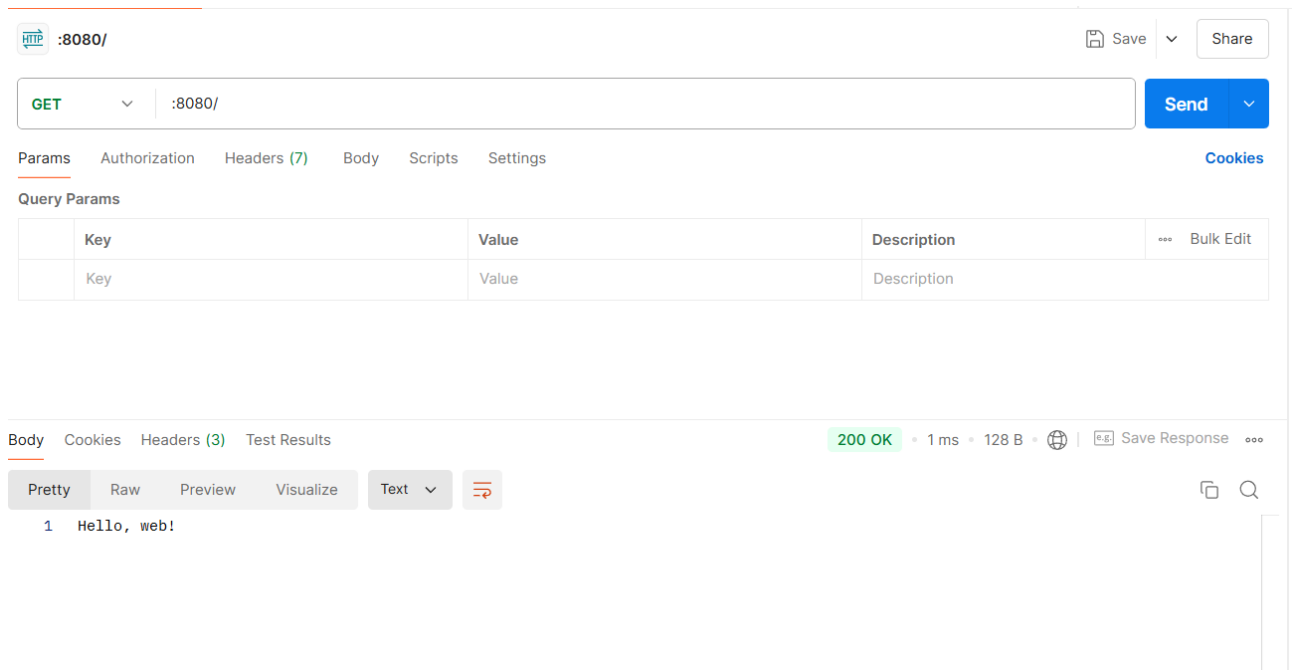 HTTP :8080/ Save Share
GET :8080/ Send
Params Authorization Headers (7) Body Scripts Settings Cookies
Query Params
Key Value Description Bulk Edit
Key Value Description
Body Cookies Headers (3) Test Results 200 OK • 1 ms • 128 B • e.g. Save Response
Pretty Raw Preview Visualize Text
1 Hello, web!